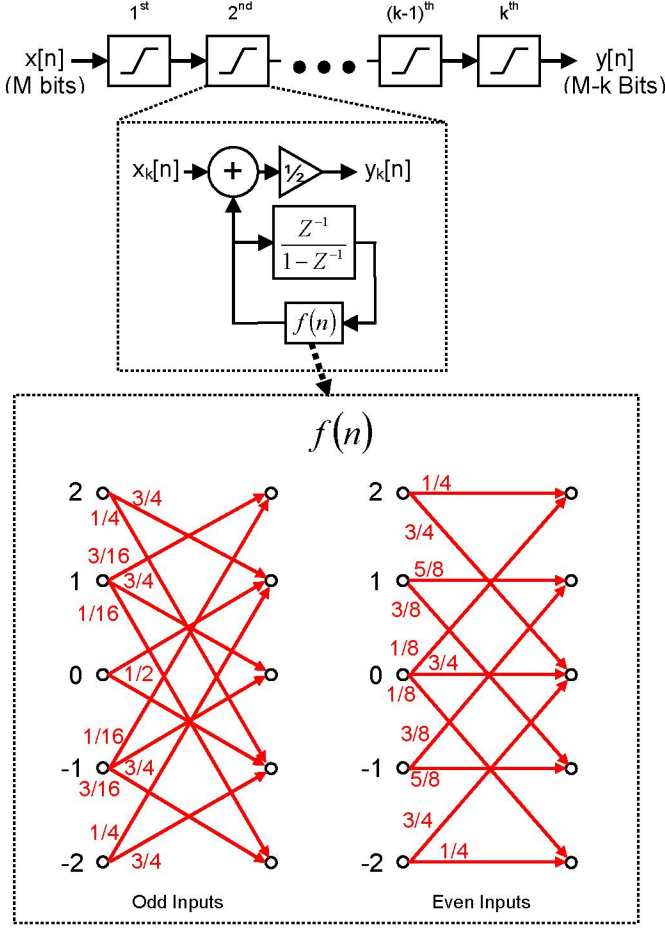 1st 2nd (k-1)th kth
x[n] y[n]
(M bits) (M-k Bits)
xk[n] + ½ yk[n]
Z-1
1 - Z-1
f(n)
f(n)
2 3/4 2 1/4
1/4 3/4
3/16 5/8
1 3/4 1 3/8
1/16 1/8
0 1/2 0 3/4
1/8
1/16 3/8
-1 3/4 -1
3/16 5/8
1/4 3/4
-2 3/4 -2 1/4
Odd Inputs Even Inputs